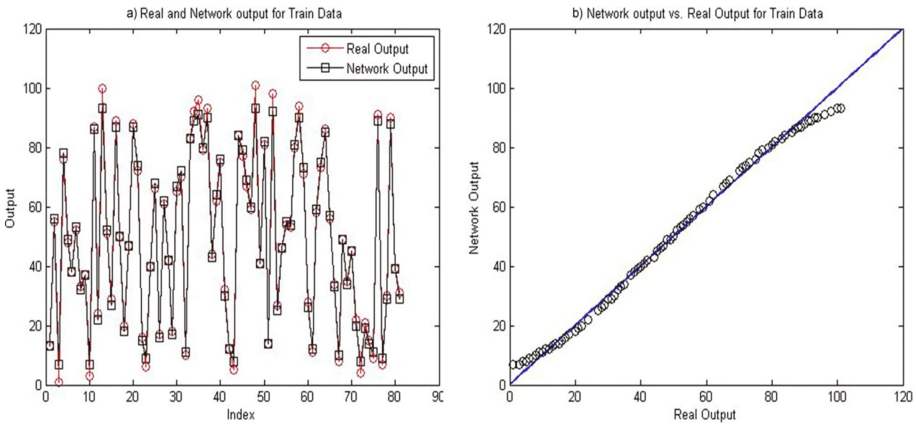 a) Real and Network output for Train Data
120
100
80
60
40
20
0
Output
Real Output
Network Output
0 10 20 30 40 50 60 70 80 90
Index
b) Network output vs. Real Output for Train Data
120
100
80
60
40
20
0
Network Output
0 20 40 60 80 100 120
Real Output